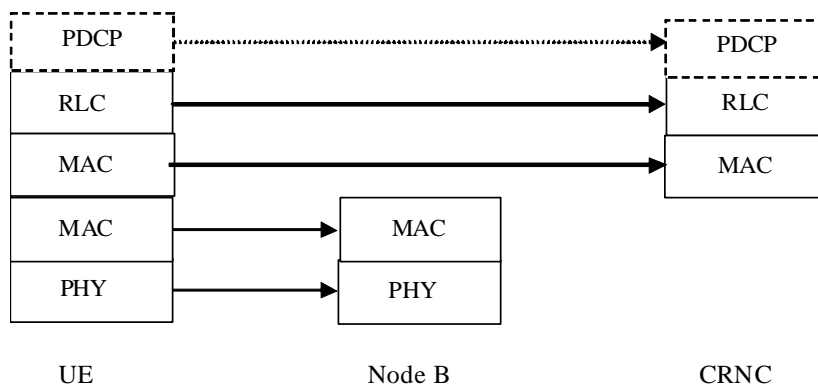 PDCP PDCP
RLC RLC
MAC MAC
MAC MAC
PHY PHY
UE Node B CRNC